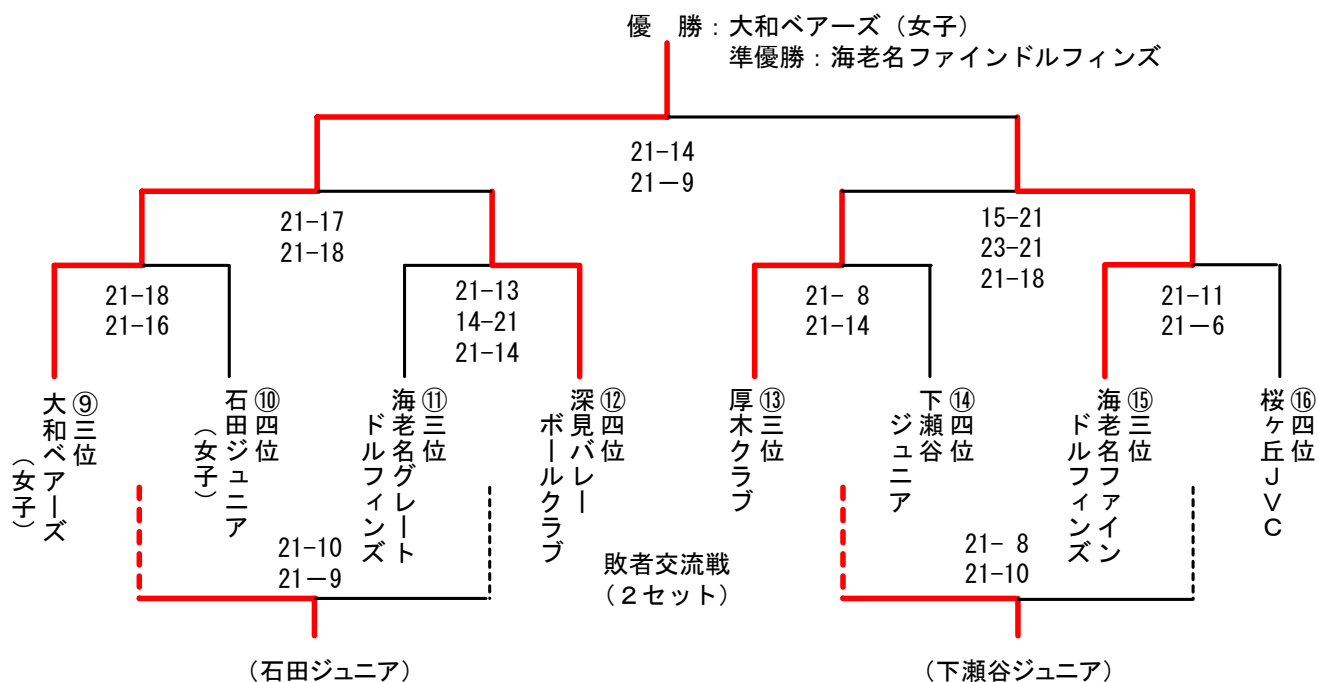 優　勝：大和ベアーズ（女子）
準優勝：海老名ファインドルフィンズ
21-14
21－9
21-17
21-18
15-21
23-21
21-18
21-18
21-16
21-13
14-21
21-14
21- 8
21-14
21-11
21－6
⑨三位
大和ベアーズ
（女子）
⑩四位
石田ジュニア
（女子）
⑪三位
海老名グレート
ドルフィンズ
⑫四位
深見バレー
ボールクラブ
⑬三位
厚木クラブ
⑭四位
下瀬谷
ジュニア
⑮三位
海老名ファイン
ドルフィンズ
⑯四位
桜ヶ丘ＪＶＣ
21-10
21－9
敗者交流戦
（２セット）
21- 8
21-10
（石田ジュニア）
（下瀬谷ジュニア）